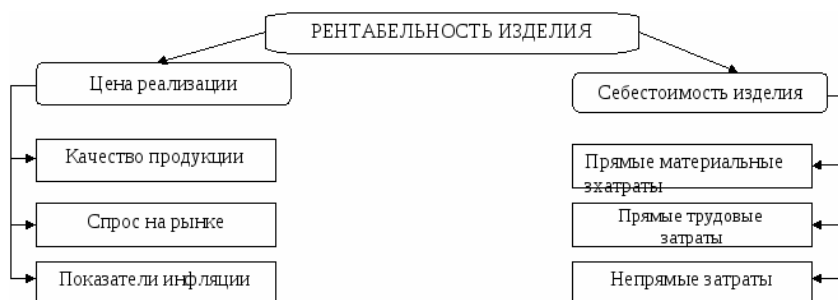 РЕНТАБЕЛЬНОСТЬ ИЗДЕЛИЯ
Цена реализации
Себестоимость изделия
Качество продукции
Прямые материальные
зхатраты
Спрос на рынке
Прямые трудовые
затраты
Показатели инфляции
Непрямые затраты